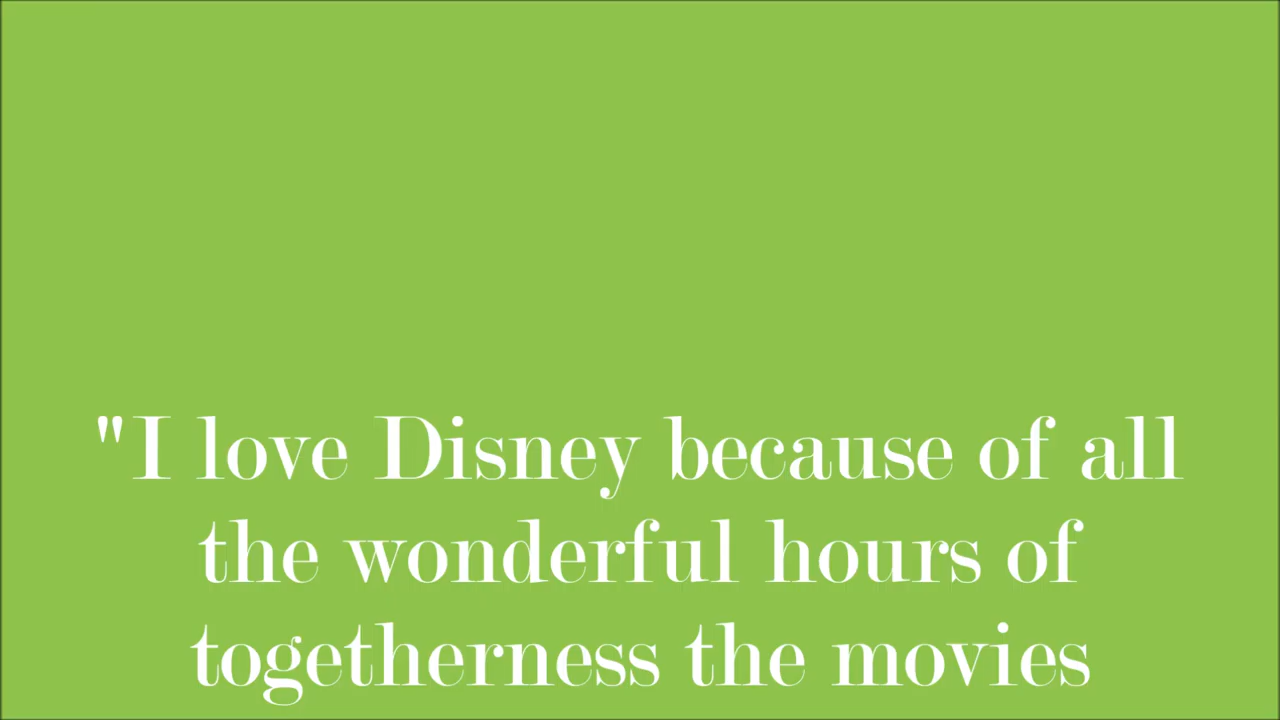 "I love Disney because of all
the wonderful hours of
togetherness the movies